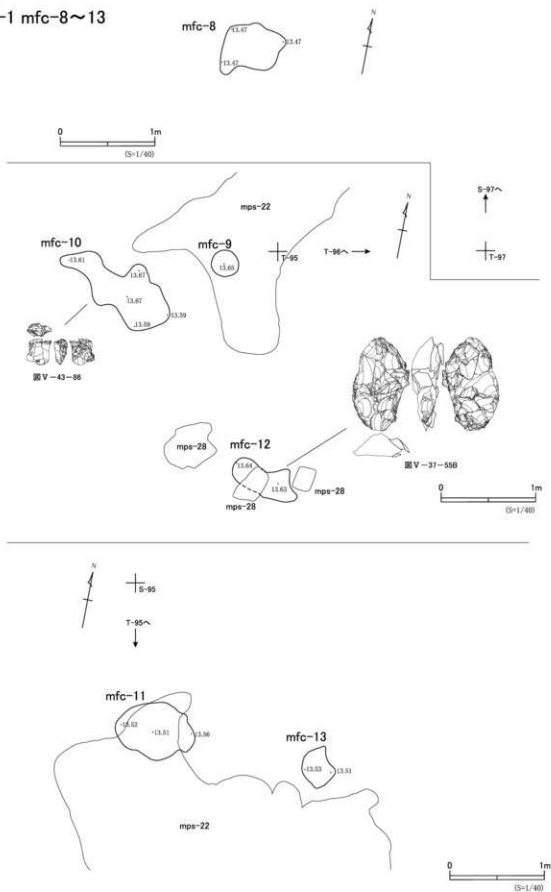 -1 mfc-8～13
mfc-8
13.47
13.47
13.47
N
0 1m
(S=1/40)
mps-22
N
S-97へ
mfc-10
mfc-9
T-95
T-96へ
T-97
13.61
13.67
13.65
13.67
13.59
13.59
図Ⅴ-43-86
mps-28
mfc-12
13.64
13.63
mps-28
mps-28
図Ⅴ-37-55B
0 1m
(S=1/40)
N
S-95
T-95へ
mfc-11
13.52
13.51
13.56
mfc-13
13.53
13.51
mps-22
0 1m
(S=1/40)